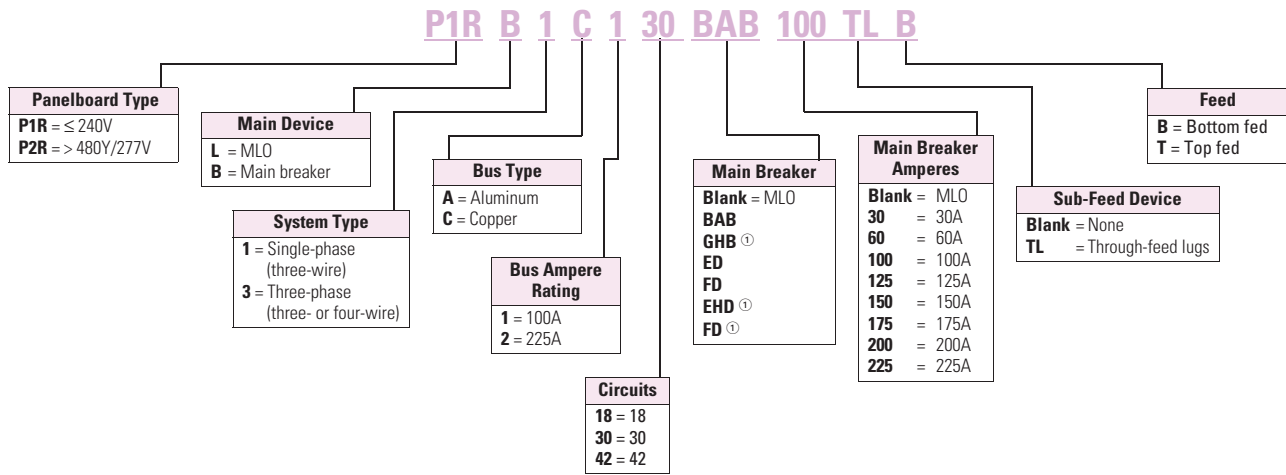 P1R B 1 C 1 30 BAB 100 TL B
Panelboard Type
P1R = ≤ 240V
P2R = > 480Y/277V
Main Device
L = MLO
B = Main breaker
System Type
1 = Single-phase
(three-wire)
3 = Three-phase
(three- or four-wire)
Bus Type
A = Aluminum
C = Copper
Bus Ampere
Rating
1 = 100A
2 = 225A
Circuits
18 = 18
30 = 30
42 = 42
Main Breaker
Blank = MLO
BAB
GHB ①
ED
FD
EHD ①
FD ①
Main Breaker
Amperes
Blank = MLO
30 = 30A
60 = 60A
100 = 100A
125 = 125A
150 = 150A
175 = 175A
200 = 200A
225 = 225A
Sub-Feed Device
Blank = None
TL = Through-feed lugs
Feed
B = Bottom fed
T = Top fed